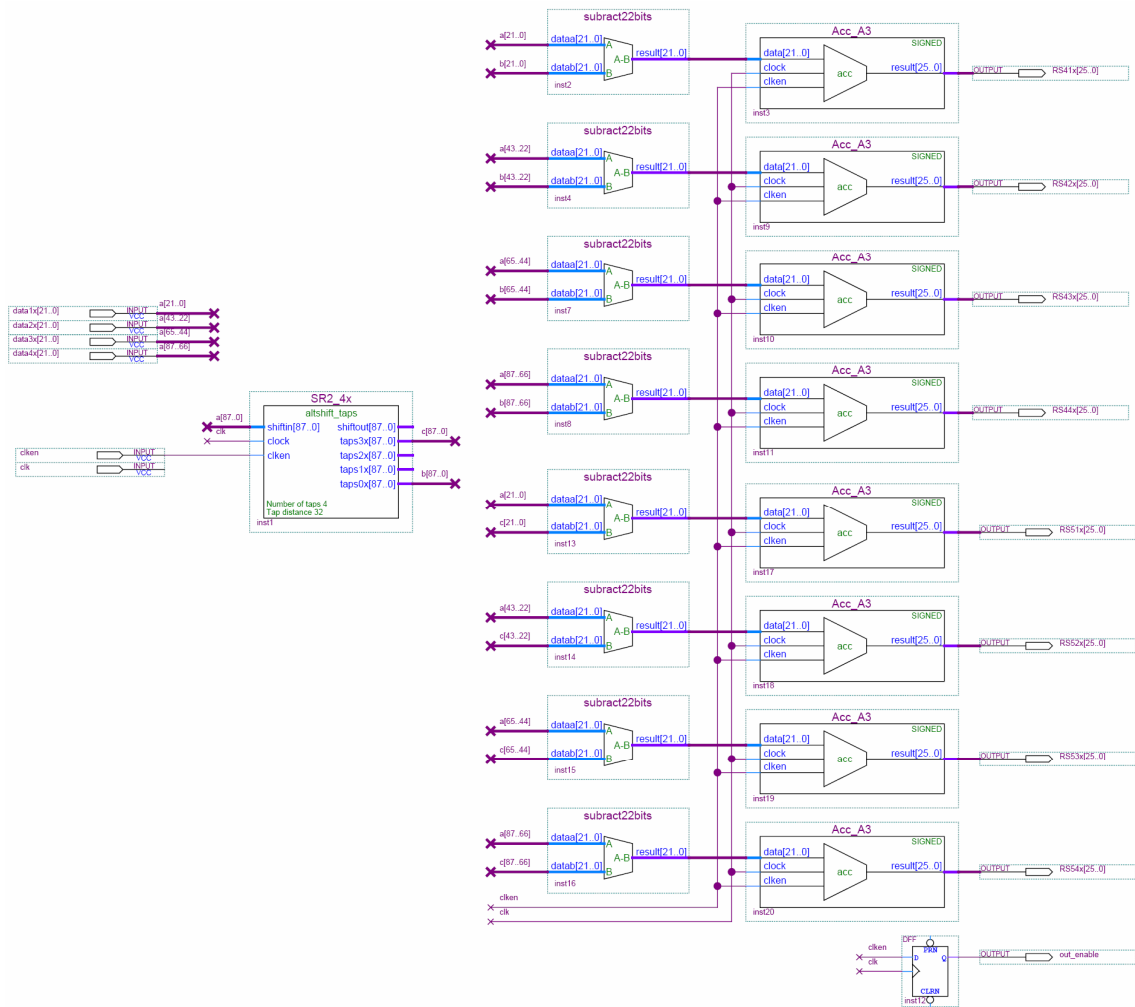 subract22bits
a[21..0]
dataa[21..0]
A
b[21..0]
datab[21..0]
B
A-B
result[21..0]
inst2
Acc_A3
SIGNED
data[21..0]
clock
clken
acc
result[25..0]
inst3
OUTPUT
RS41x[25..0]
subract22bits
a[43..22]
dataa[21..0]
A
b[43..22]
datab[21..0]
B
A-B
result[21..0]
inst4
Acc_A3
SIGNED
data[21..0]
clock
clken
acc
result[25..0]
inst9
OUTPUT
RS42x[25..0]
subract22bits
a[65..44]
dataa[21..0]
A
b[65..44]
datab[21..0]
B
A-B
result[21..0]
inst7
Acc_A3
SIGNED
data[21..0]
clock
clken
acc
result[25..0]
inst10
OUTPUT
RS43x[25..0]
data1x[21..0]
INPUT
VCC
a[21..0]
data2x[21..0]
INPUT
VCC
a[43..22]
data3x[21..0]
INPUT
VCC
a[65..44]
data4x[21..0]
INPUT
VCC
a[87..66]
subract22bits
a[87..66]
dataa[21..0]
A
b[87..66]
datab[21..0]
B
A-B
result[21..0]
inst8
Acc_A3
SIGNED
data[21..0]
clock
clken
acc
result[25..0]
inst11
OUTPUT
RS44x[25..0]
SR2_4x
altshift_taps
a[87..0]
shiftin[87..0]
shiftout[87..0]
clk
clock
taps3x[87..0]
c[87..0]
clken
INPUT
VCC
clken
taps2x[87..0]
clk
INPUT
VCC
taps1x[87..0]
taps0x[87..0]
b[87..0]
Number of taps 4
Tap distance 32
inst1
subract22bits
a[21..0]
dataa[21..0]
A
c[21..0]
datab[21..0]
B
A-B
result[21..0]
inst13
Acc_A3
SIGNED
data[21..0]
clock
clken
acc
result[25..0]
inst17
OUTPUT
RS51x[25..0]
subract22bits
a[43..22]
dataa[21..0]
A
c[43..22]
datab[21..0]
B
A-B
result[21..0]
inst14
Acc_A3
SIGNED
data[21..0]
clock
clken
acc
result[25..0]
inst18
OUTPUT
RS52x[25..0]
subract22bits
a[65..44]
dataa[21..0]
A
c[65..44]
datab[21..0]
B
A-B
result[21..0]
inst15
Acc_A3
SIGNED
data[21..0]
clock
clken
acc
result[25..0]
inst19
OUTPUT
RS53x[25..0]
subract22bits
a[87..66]
dataa[21..0]
A
c[87..66]
datab[21..0]
B
A-B
result[21..0]
inst16
Acc_A3
SIGNED
data[21..0]
clock
clken
acc
result[25..0]
inst20
OUTPUT
RS54x[25..0]
clken
clk
DFF
clken
clk
PRN
D
Q
CLRN
inst12
OUTPUT
out_enable